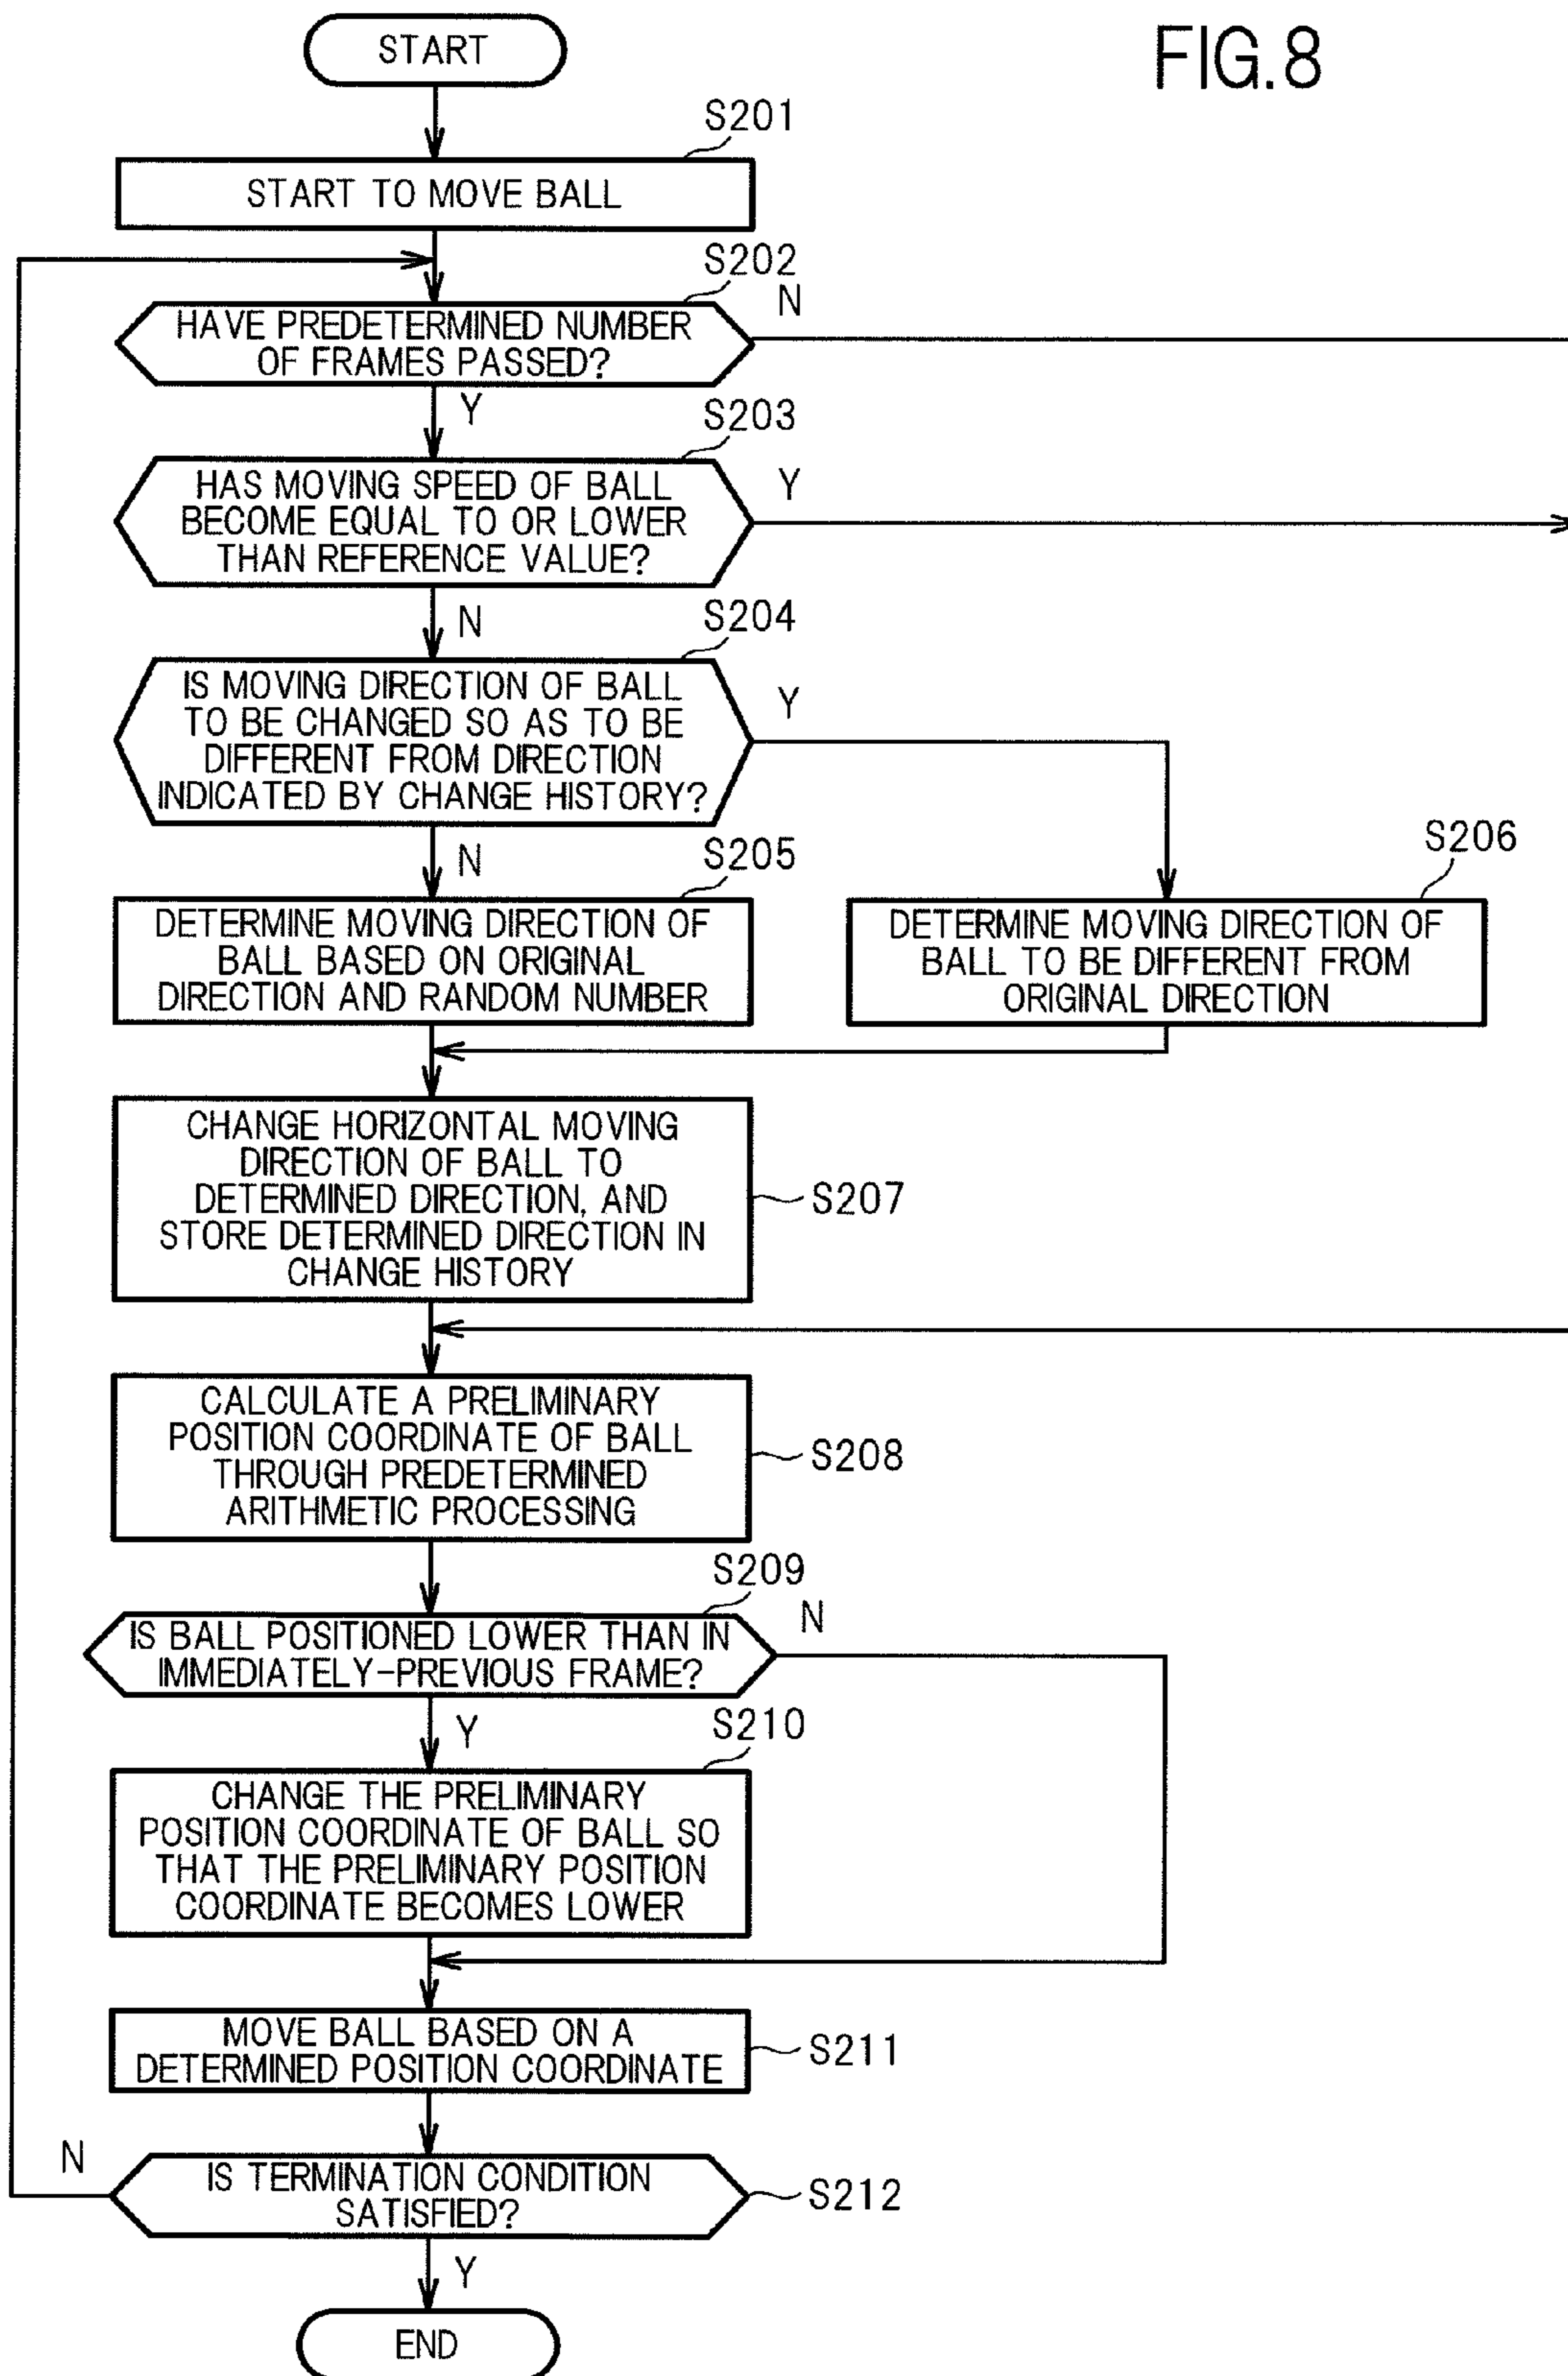 FIG.8
START
S201
START TO MOVE BALL
S202
HAVE PREDETERMINED NUMBER
OF FRAMES PASSED?
N
Y
S203
HAS MOVING SPEED OF BALL
BECOME EQUAL TO OR LOWER
THAN REFERENCE VALUE?
Y
N
S204
IS MOVING DIRECTION OF BALL
TO BE CHANGED SO AS TO BE
DIFFERENT FROM DIRECTION
INDICATED BY CHANGE HISTORY?
Y
N
S205
DETERMINE MOVING DIRECTION OF
BALL BASED ON ORIGINAL
DIRECTION AND RANDOM NUMBER
S206
DETERMINE MOVING DIRECTION OF
BALL TO BE DIFFERENT FROM
ORIGINAL DIRECTION
CHANGE HORIZONTAL MOVING
DIRECTION OF BALL TO
DETERMINED DIRECTION, AND
STORE DETERMINED DIRECTION IN
CHANGE HISTORY
S207
CALCULATE A PRELIMINARY
POSITION COORDINATE OF BALL
THROUGH PREDETERMINED
ARITHMETIC PROCESSING
S208
S209
IS BALL POSITIONED LOWER THAN IN
IMMEDIATELY-PREVIOUS FRAME?
N
Y
S210
CHANGE THE PRELIMINARY
POSITION COORDINATE OF BALL SO
THAT THE PRELIMINARY POSITION
COORDINATE BECOMES LOWER
MOVE BALL BASED ON A
DETERMINED POSITION COORDINATE
S211
N
IS TERMINATION CONDITION
SATISFIED?
S212
Y
END